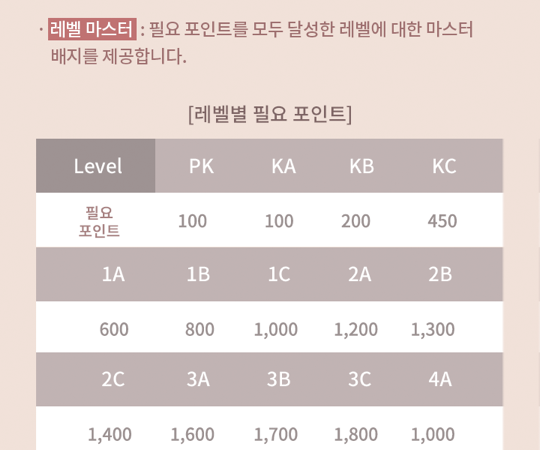 · 레벨 마스터 : 필요 포인트를 모두 달성한 레벨에 대한 마스터
배지를 제공합니다.
[레벨별 필요 포인트]
Level PK KA KB KC
필요
포인트 100 100 200 450
1A 1B 1C 2A 2B
600 800 1,000 1,200 1,300
2C 3A 3B 3C 4A
1,400 1,600 1,700 1,800 1,000